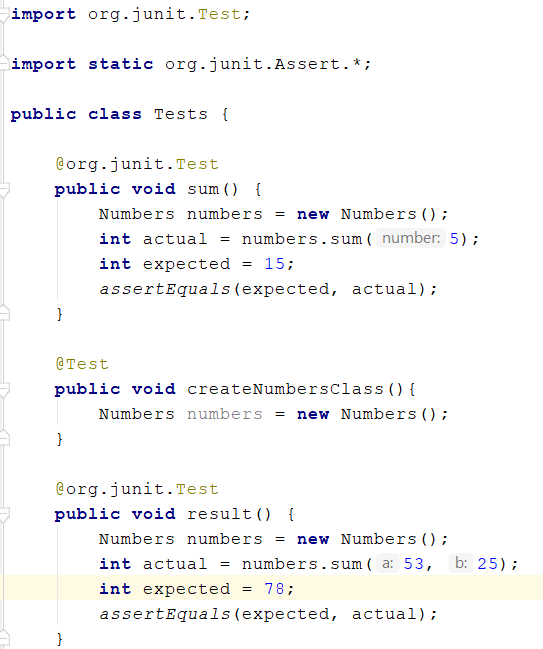 import org.junit.Test;
import static org.junit.Assert.*;
public class Tests {
@org.junit.Test
public void sum() {
Numbers numbers = new Numbers();
int actual = numbers.sum( number: 5);
int expected = 15;
assertEquals(expected, actual);
}
@Test
public void createNumbersClass(){
Numbers numbers = new Numbers();
}
@org.junit.Test
public void result() {
Numbers numbers = new Numbers();
int actual = numbers.sum( a: 53, b: 25);
int expected = 78;
assertEquals(expected, actual);
}